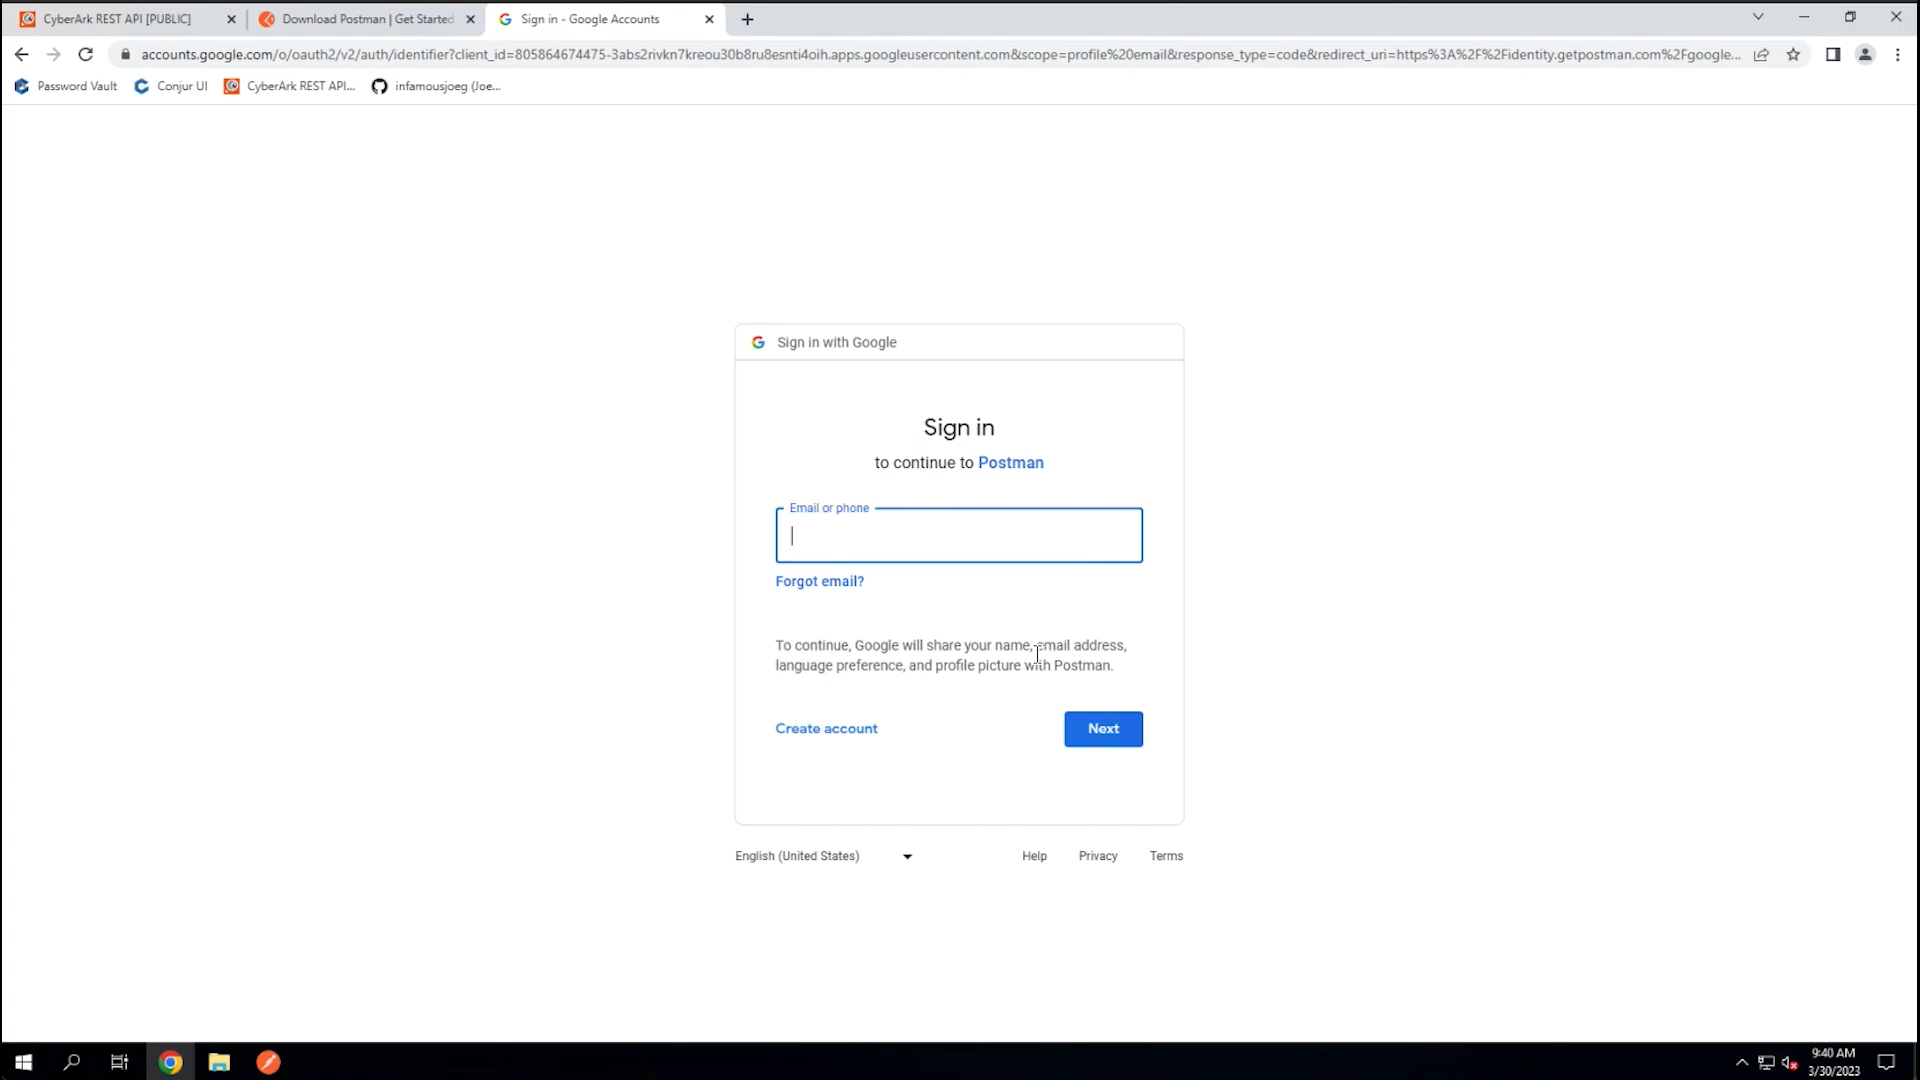 CyberArk REST API [PUBLIC]
Download Postman | Get Started
Sign in - Google Accounts
accounts.google.com/o/oauth2/v2/auth/identifier?client_id=805864674475-3abs2rivkn7kreou30b8ru8esnti4oih.apps.googleusercontent.com&scope=profile%20email&response_type=code&redirect_uri=https%3A%2F%2Fidentity.getpostman.com%2Fgoogle...
Password Vault
Conjur UI
CyberArk REST API...
infamousjoeg (Joe...
Sign in with Google
Sign in
to continue to Postman
Email or phone
Forgot email?
To continue, Google will share your name, email address,
language preference, and profile picture with Postman.
Create account
Next
English (United States)
Help
Privacy
Terms
9:40 AM
3/30/2023